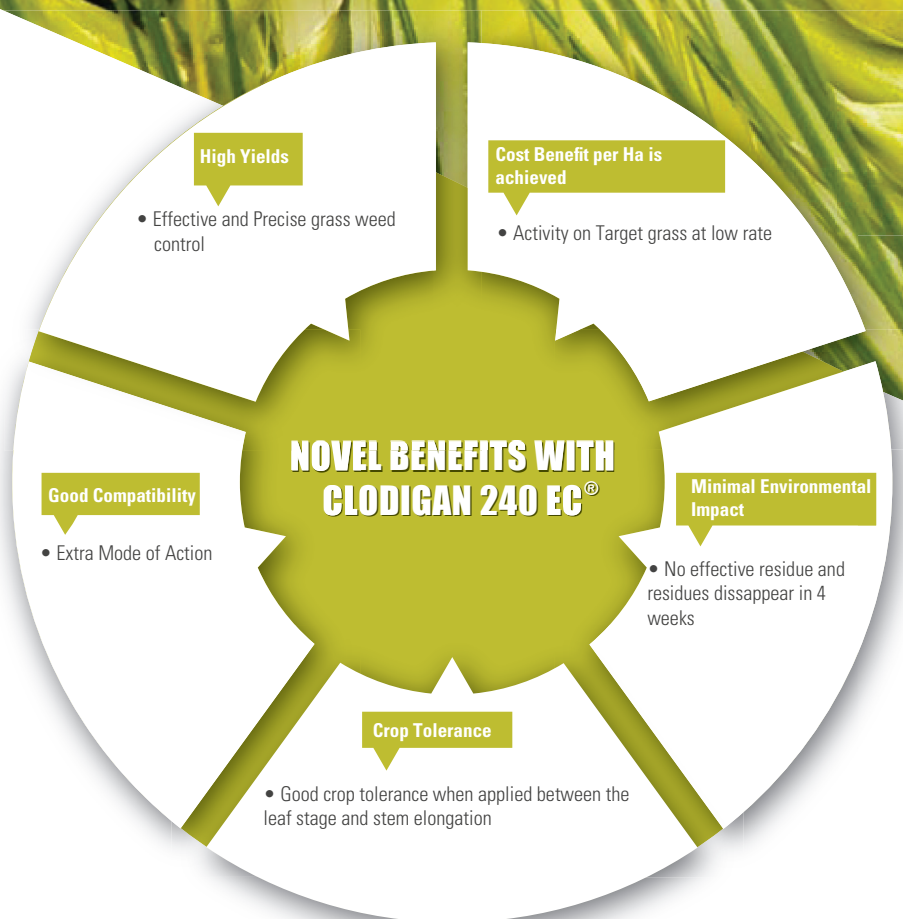 High Yields
• Effective and Precise grass weed
control
Cost Benefit per Ha is
achieved
• Activity on Target grass at low rate
NOVEL BENEFITS WITH
CLODIGAN 240 EC®
Good Compatibility
• Extra Mode of Action
Minimal Environmental
Impact
• No effective residue and
residues dissappear in 4
weeks
Crop Tolerance
• Good crop tolerance when applied between the
leaf stage and stem elongation